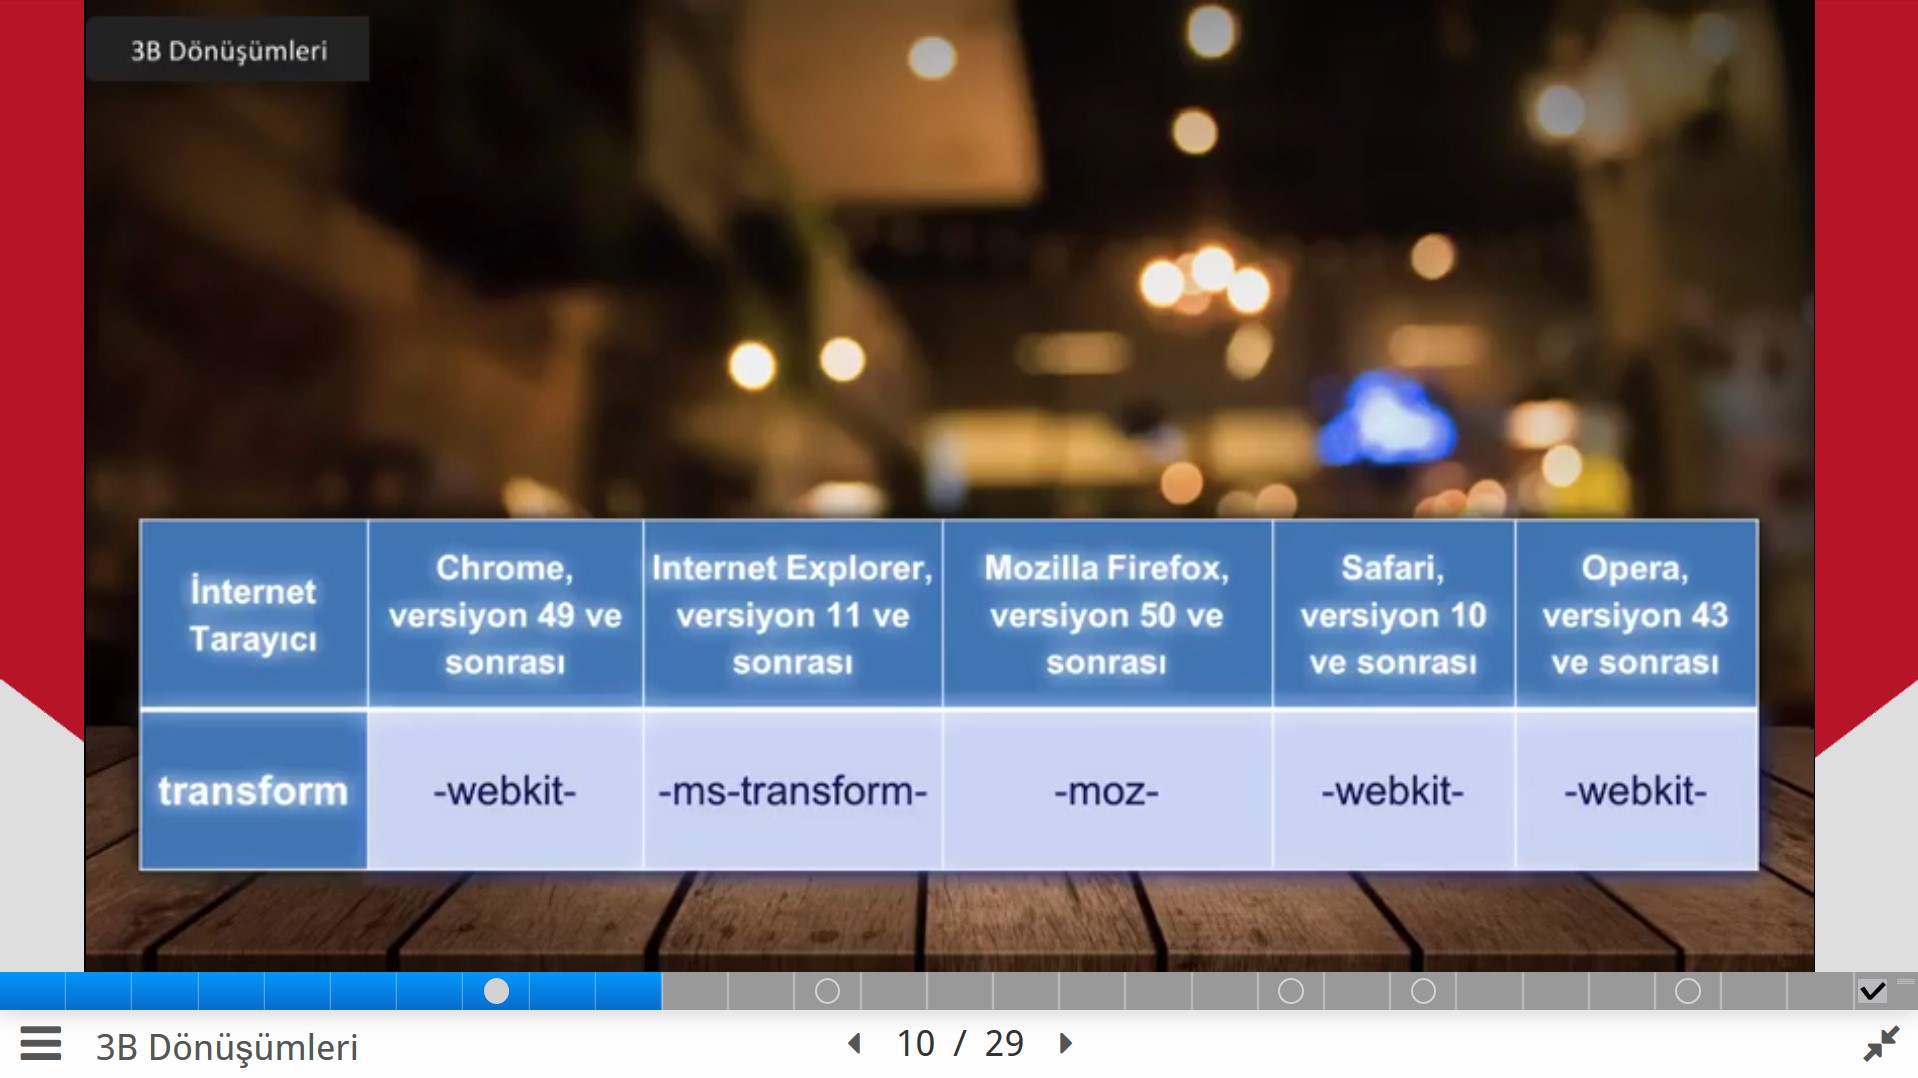 3B Dönüşümleri
İnternet
Tarayıcı
Chrome,
versiyon 49 ve
sonrası
Internet Explorer,
versiyon 11 ve
sonrası
Mozilla Firefox,
versiyon 50 ve
sonrası
Safari,
versiyon 10
ve sonrası
Opera,
versiyon 43
ve sonrası
transform
-webkit-
-ms-transform-
-moz-
-webkit-
-webkit-
3B Dönüşümleri
10 / 29